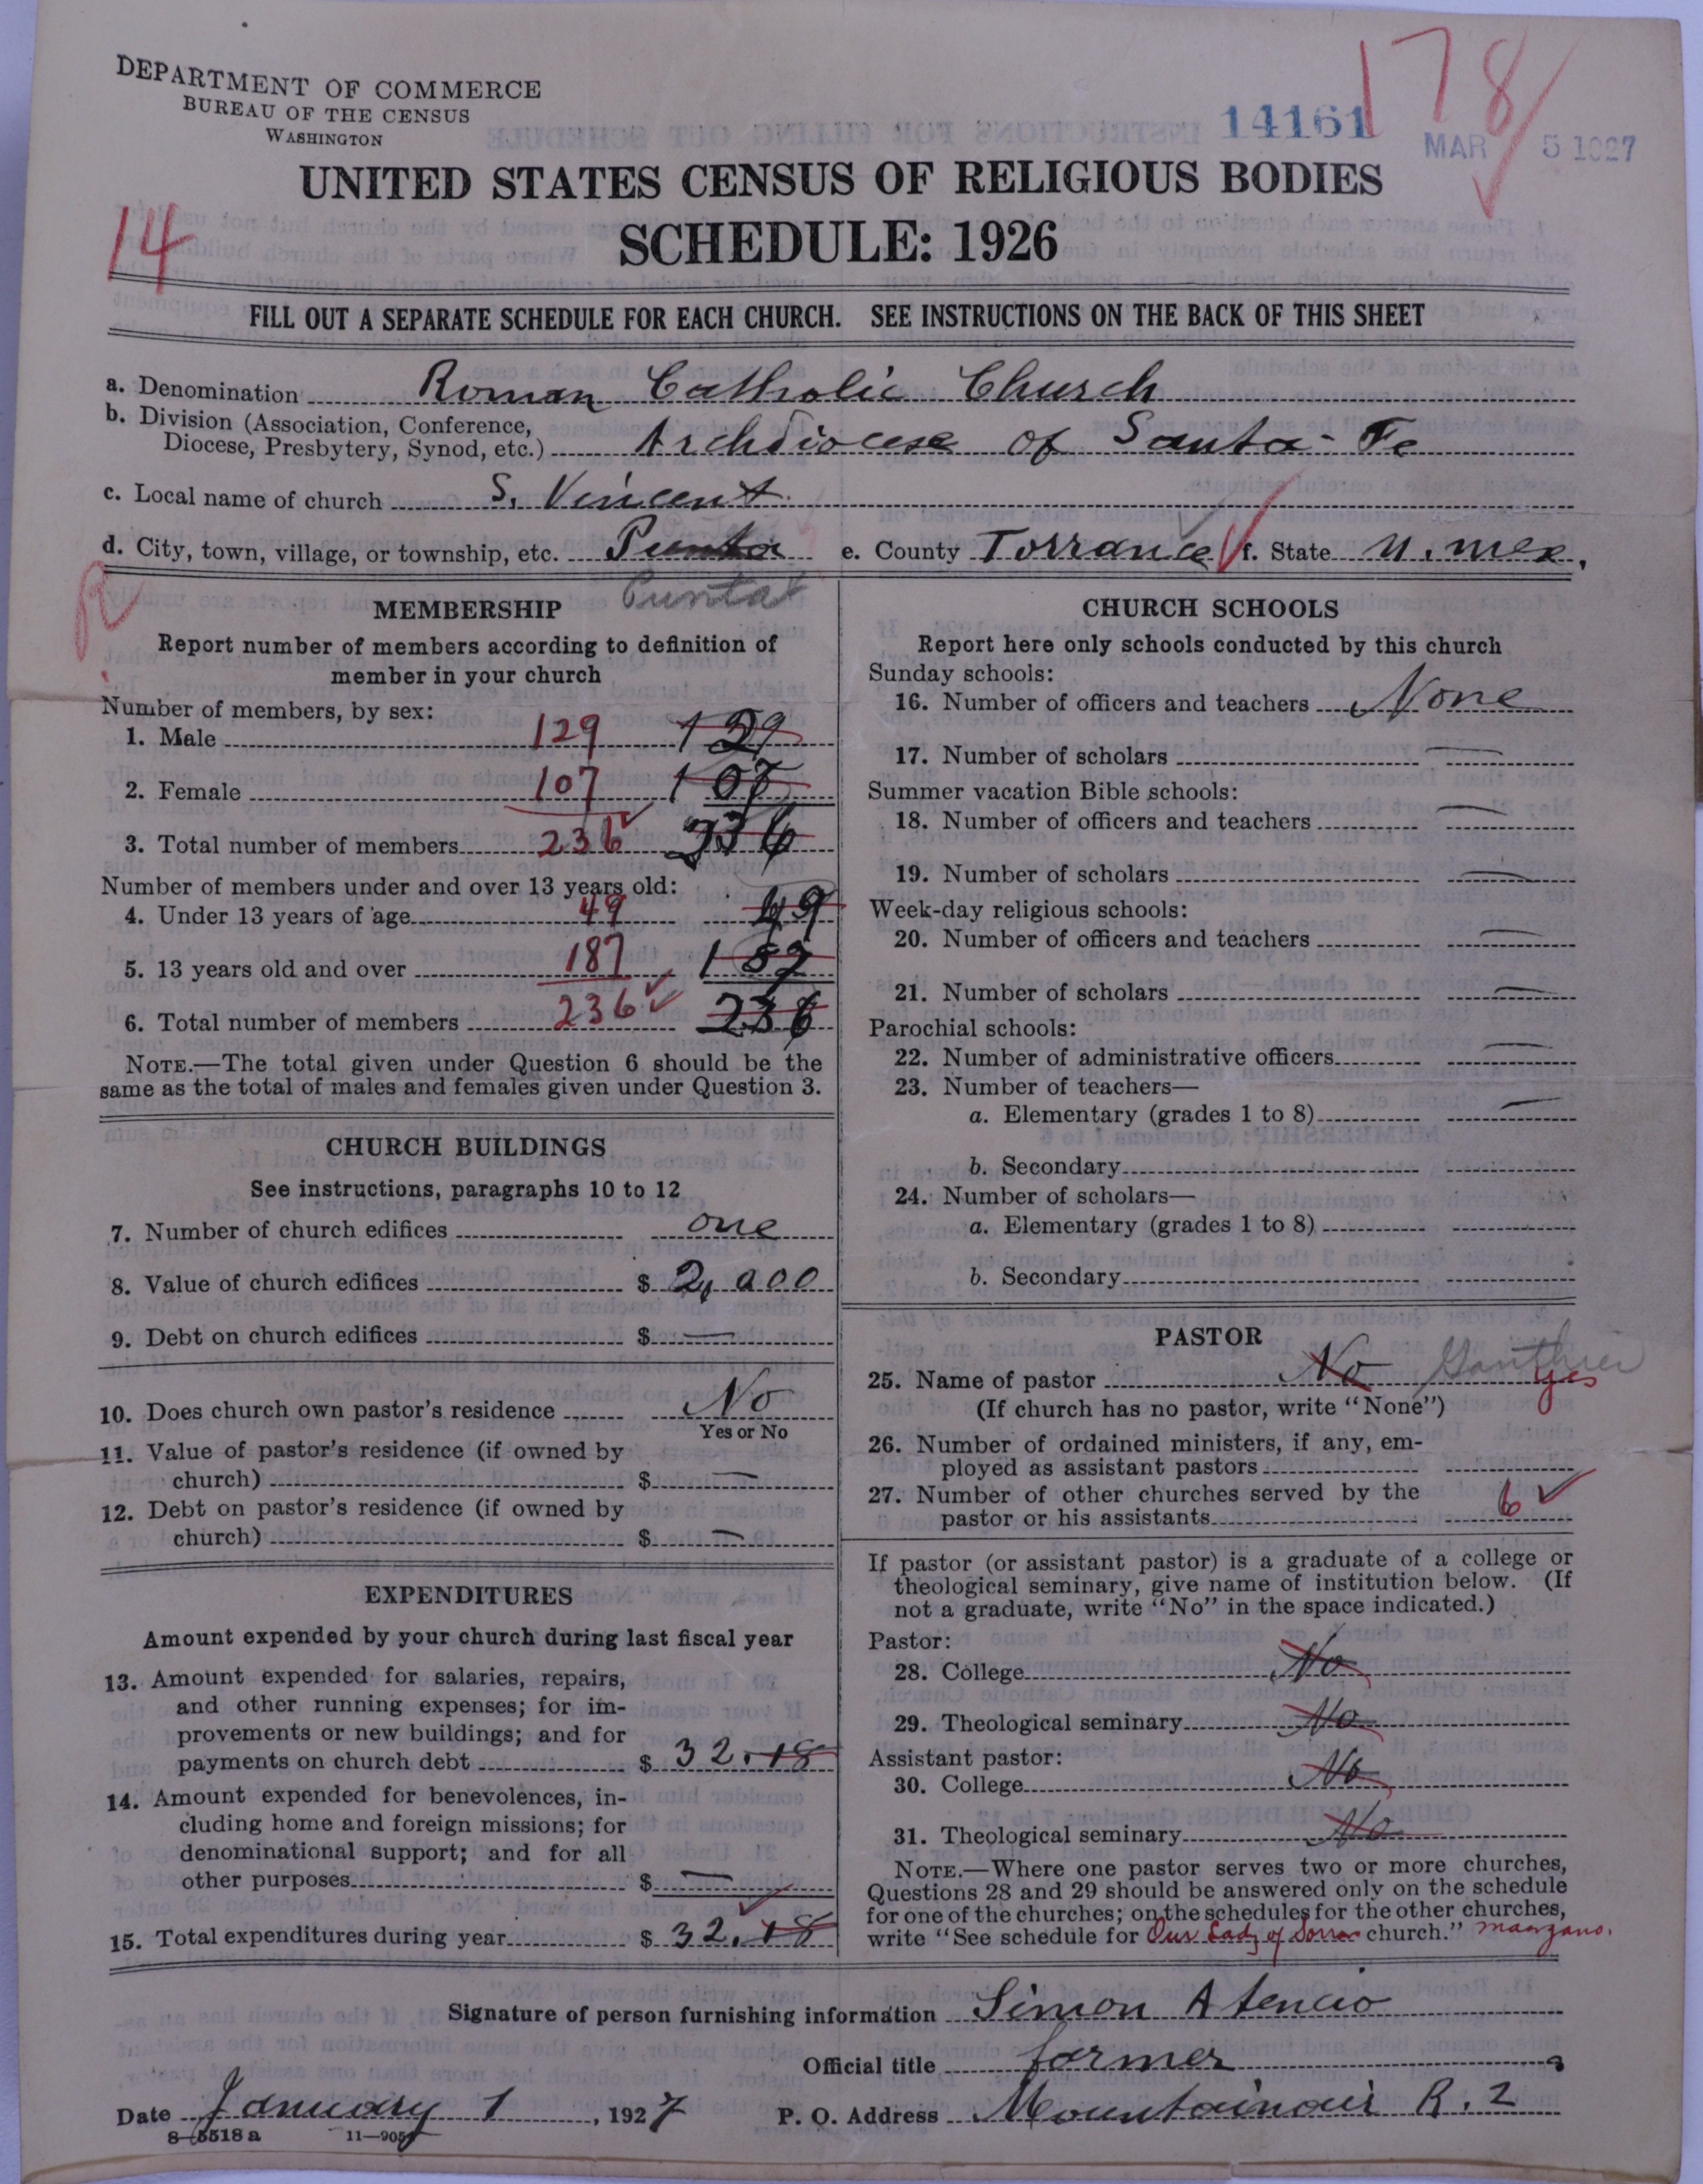 DEPARTMENT OF COMMERCE
BUREAU OF THE CENSUS
WASHINGTON
178
14161
MAR 5 1927
UNITED STATES CENSUS OF RELIGIOUS BODIES
14
SCHEDULE: 1926
FILL OUT A SEPARATE SCHEDULE FOR EACH CHURCH. SEE INSTRUCTIONS ON THE BACK OF THIS SHEET
a. Denomination Roman Catholic Church
b. Division (Association, Conference,
Diocese, Presbytery, Synod, etc.) Archdiocese of Santa-Fe
c. Local name of church S. Vincent
d. City, town, village, or township, etc. Punta e. County Torrance f. State N. Mex.
R
Punta
MEMBERSHIP
Report number of members according to definition of
member in your church
Number of members, by sex:
1. Male 129 129
2. Female 107 107
3. Total number of members 236 236
Number of members under and over 13 years old:
4. Under 13 years of age 49 49
5. 13 years old and over 187 187
6. Total number of members 236 236
NOTE.—The total given under Question 6 should be the
same as the total of males and females given under Question 3.
CHURCH BUILDINGS
See instructions, paragraphs 10 to 12
7. Number of church edifices one
8. Value of church edifices $ 2,000
9. Debt on church edifices $ —
10. Does church own pastor's residence No
Yes or No
11. Value of pastor's residence (if owned by
church) $ —
12. Debt on pastor's residence (if owned by
church) $ —
EXPENDITURES
Amount expended by your church during last fiscal year
13. Amount expended for salaries, repairs,
and other running expenses; for im-
provements or new buildings; and for
payments on church debt $ 32.18
14. Amount expended for benevolences, in-
cluding home and foreign missions; for
denominational support; and for all
other purposes $ —
15. Total expenditures during year $ 32.18
CHURCH SCHOOLS
Report here only schools conducted by this church
Sunday schools:
16. Number of officers and teachers None
17. Number of scholars —
Summer vacation Bible schools:
18. Number of officers and teachers —
19. Number of scholars —
Week-day religious schools:
20. Number of officers and teachers —
21. Number of scholars —
Parochial schools:
22. Number of administrative officers —
23. Number of teachers—
a. Elementary (grades 1 to 8) —
b. Secondary
24. Number of scholars—
a. Elementary (grades 1 to 8)
b. Secondary
PASTOR
25. Name of pastor No Gauthier
yes
(If church has no pastor, write "None")
26. Number of ordained ministers, if any, em-
ployed as assistant pastors
27. Number of other churches served by the
pastor or his assistants 6
If pastor (or assistant pastor) is a graduate of a college or
theological seminary, give name of institution below. (If
not a graduate, write "No" in the space indicated.)
Pastor:
28. College No
29. Theological seminary No
Assistant pastor:
30. College No
31. Theological seminary No
NOTE.—Where one pastor serves two or more churches,
Questions 28 and 29 should be answered only on the schedule
for one of the churches; on the schedules for the other churches,
write "See schedule for Our Lady of Sorrow church." Manzano.
Signature of person furnishing information Simon Atencio
Official title farmer
Date January 1, 1927 P. O. Address Mountainair R. 2
8-5518a 11-9051